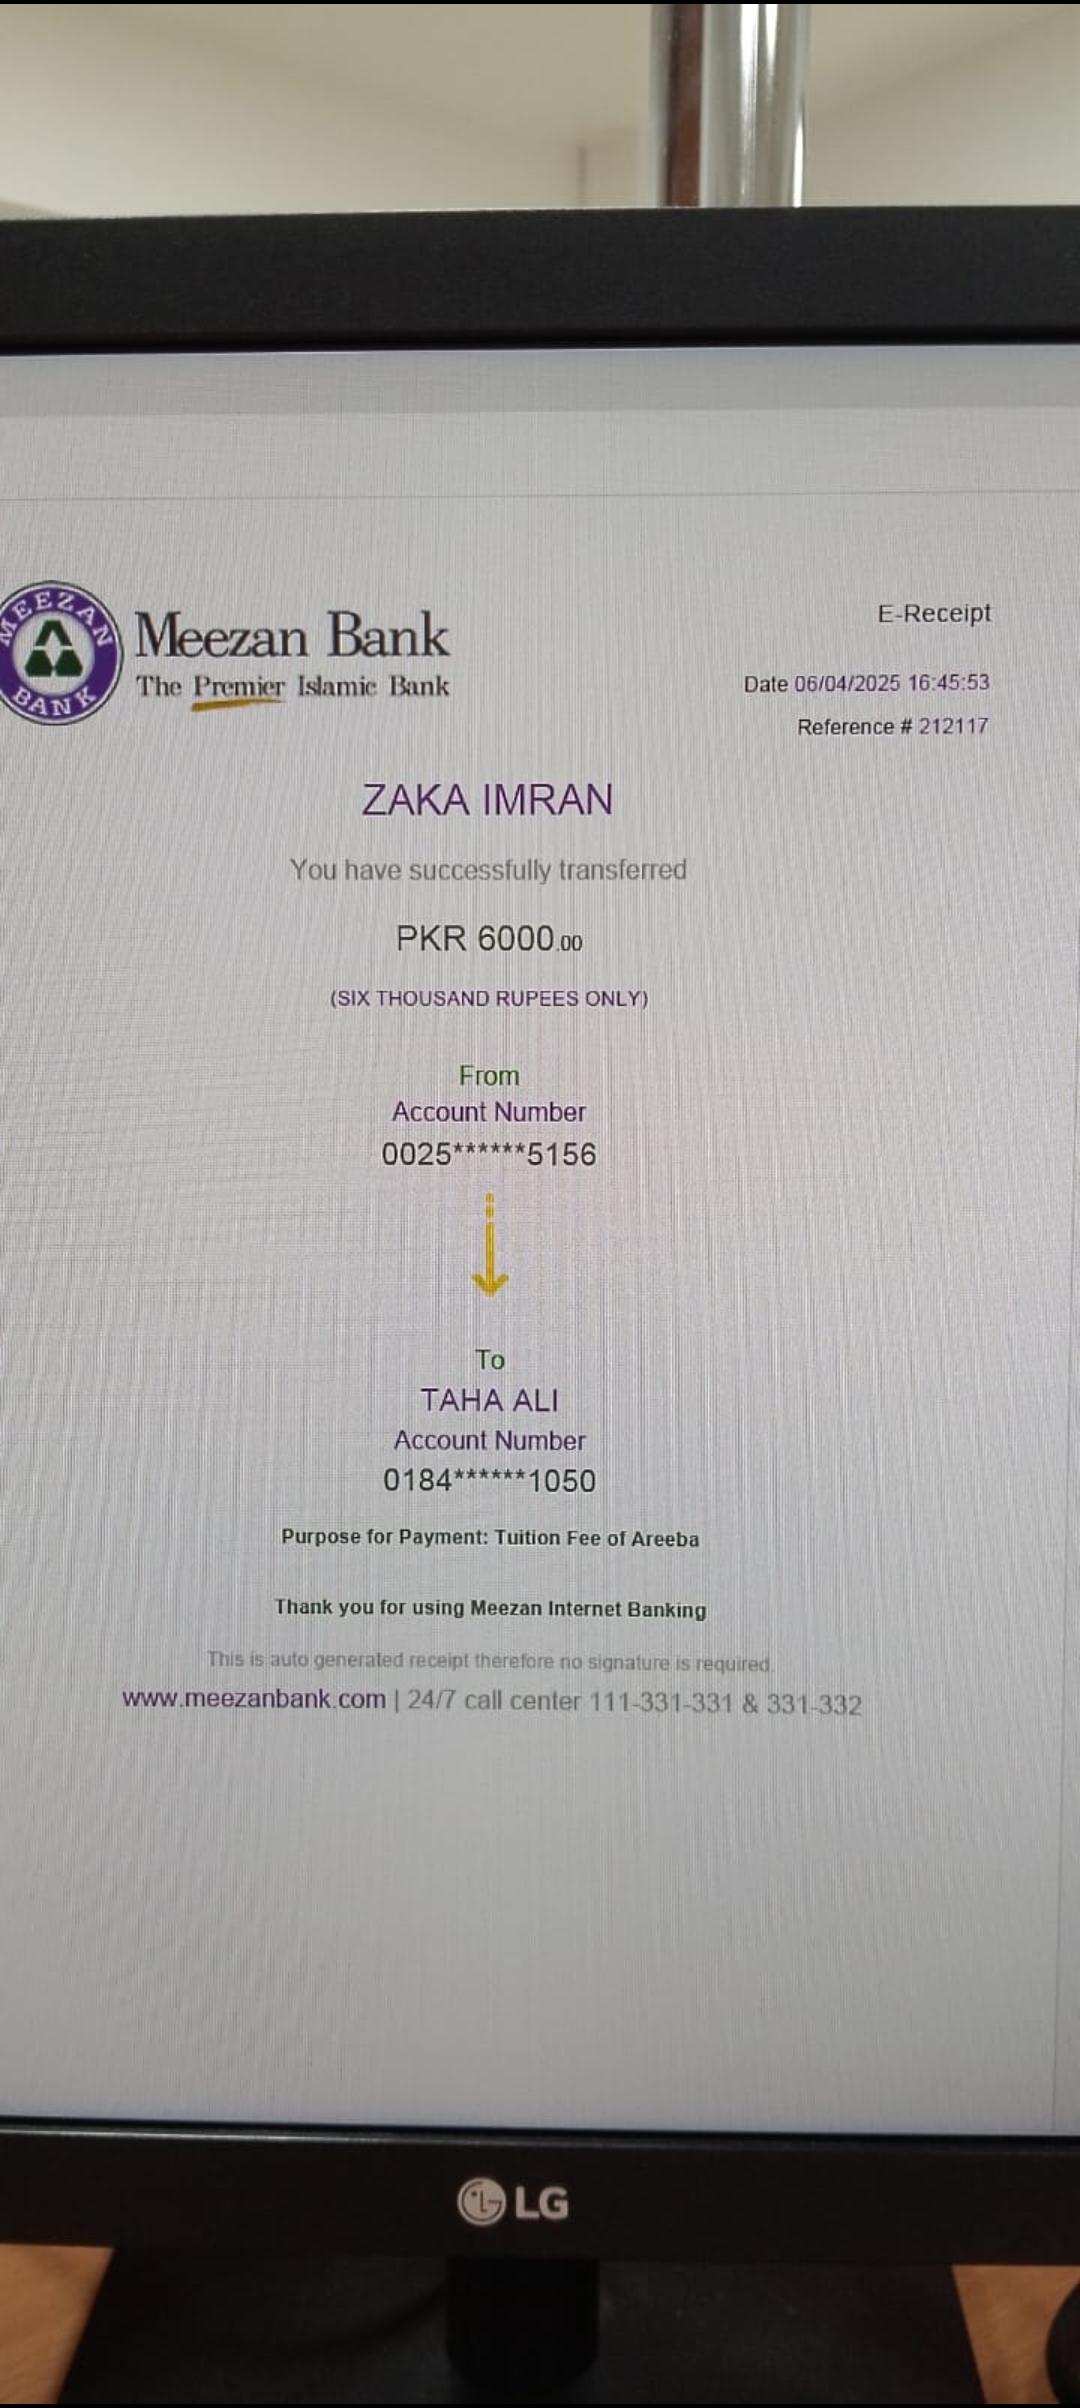 MEEZAN BANK
Meezan Bank
The Premier Islamic Bank
E-Receipt
Date 06/04/2025 16:45:53
Reference # 212117
ZAKA IMRAN
You have successfully transferred
PKR 6000.00
(SIX THOUSAND RUPEES ONLY)
From
Account Number
0025******5156
To
TAHA ALI
Account Number
0184******1050
Purpose for Payment: Tuition Fee of Areeba
Thank you for using Meezan Internet Banking
This is auto generated receipt therefore no signature is required.
www.meezanbank.com | 24/7 call center 111-331-331 & 331-332
LG